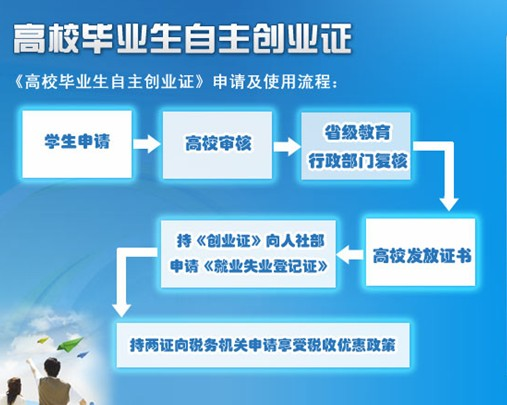 高校毕业生自主创业证
《高校毕业生自主创业证》申请及使用流程：
学生申请
高校审核
省级教育
行政部门复核
高校发放证书
持《创业证》向人社部
申请《就业失业登记证》
持两证向税务机关申请享受税收优惠政策